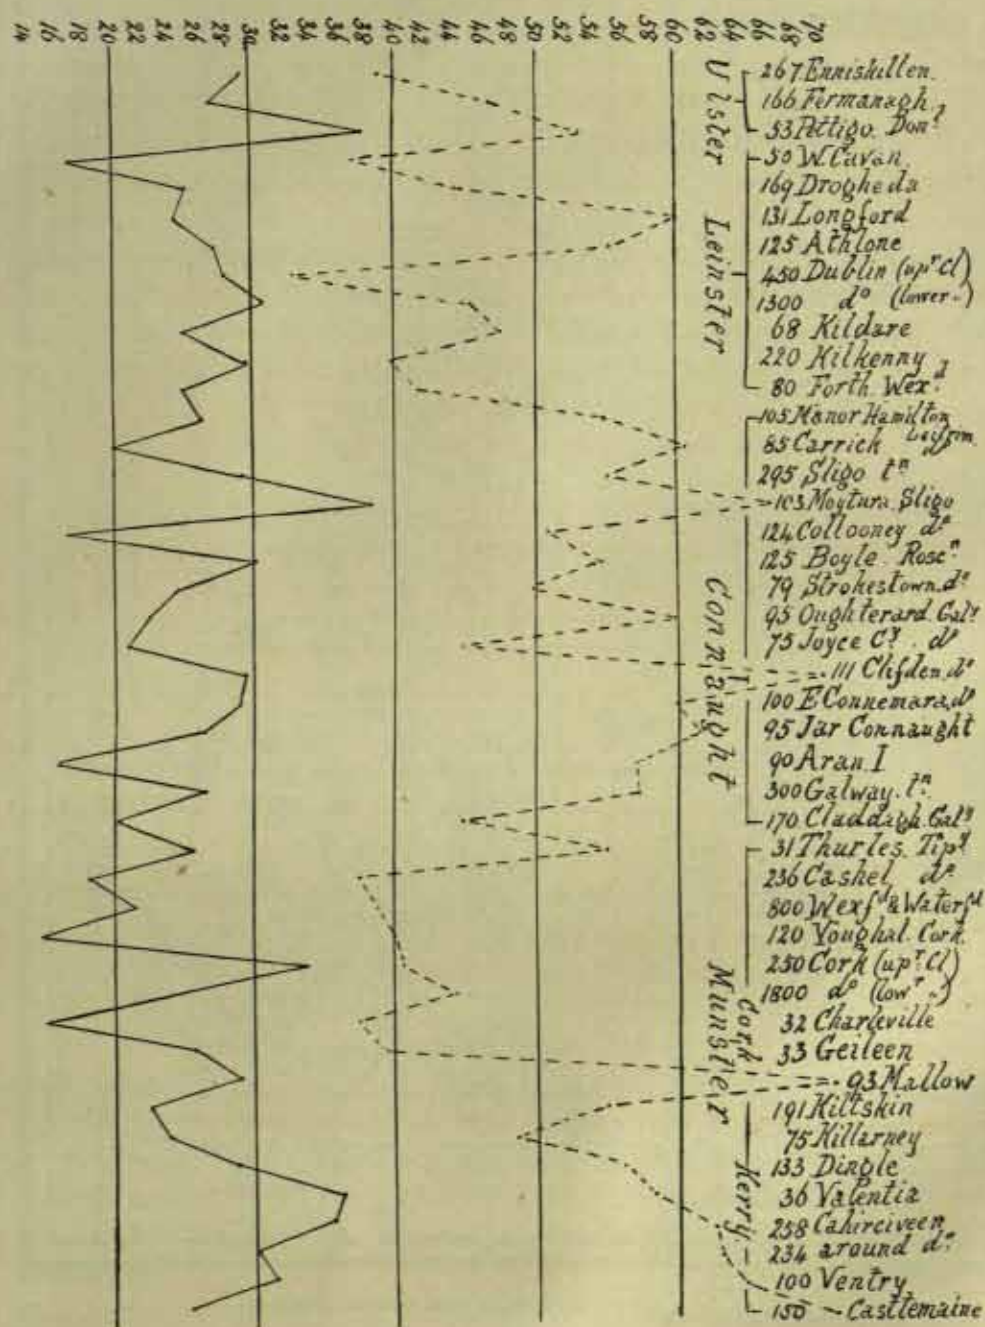 14 16 18 20 22 24 26 28 30 32 34 36 38 40 42 44 46 48 50 52 54 56 58 60 62 64 66 68 70
Ulster
267 Enniskillen
166 Fermanagh
53 Pettigo. Donl
Leinster
50 W. Cavan
169 Drogheda
131 Longford
125 Athlone
450 Dublin (upr Cl)
1300 do (lower „)
68 Kildare
220 Kilkenny
80 Forth Wexd
Connaught
105 Manor Hamilton
85 Carrick Leitrim do
295 Sligo tn
103 Moytura Sligo
124 Collooney do
125 Boyle Roscn
79 Strokestown do
95 Oughterard. Galy
75 Joyce Cy. do
111 Clifden do
100 E Connemara, do
95 Jar Connaught
90 Aran I
300 Galway. tn.
170 Claddagh. Galy
Munster
31 Thurles. Tipy
236 Cashel do
800 Wexfd & Waterfd
Cork
120 Youghal. Cork.
250 Cork (upr Cl)
1800 do (lowr „)
32 Charleville
33 Geileen
93 Mallow
Kerry
191 Kiltskin
75 Killarney
133 Dingle
36 Valentia
258 Cahirciveen
234 around do
100 Ventry
150 Castlemaine